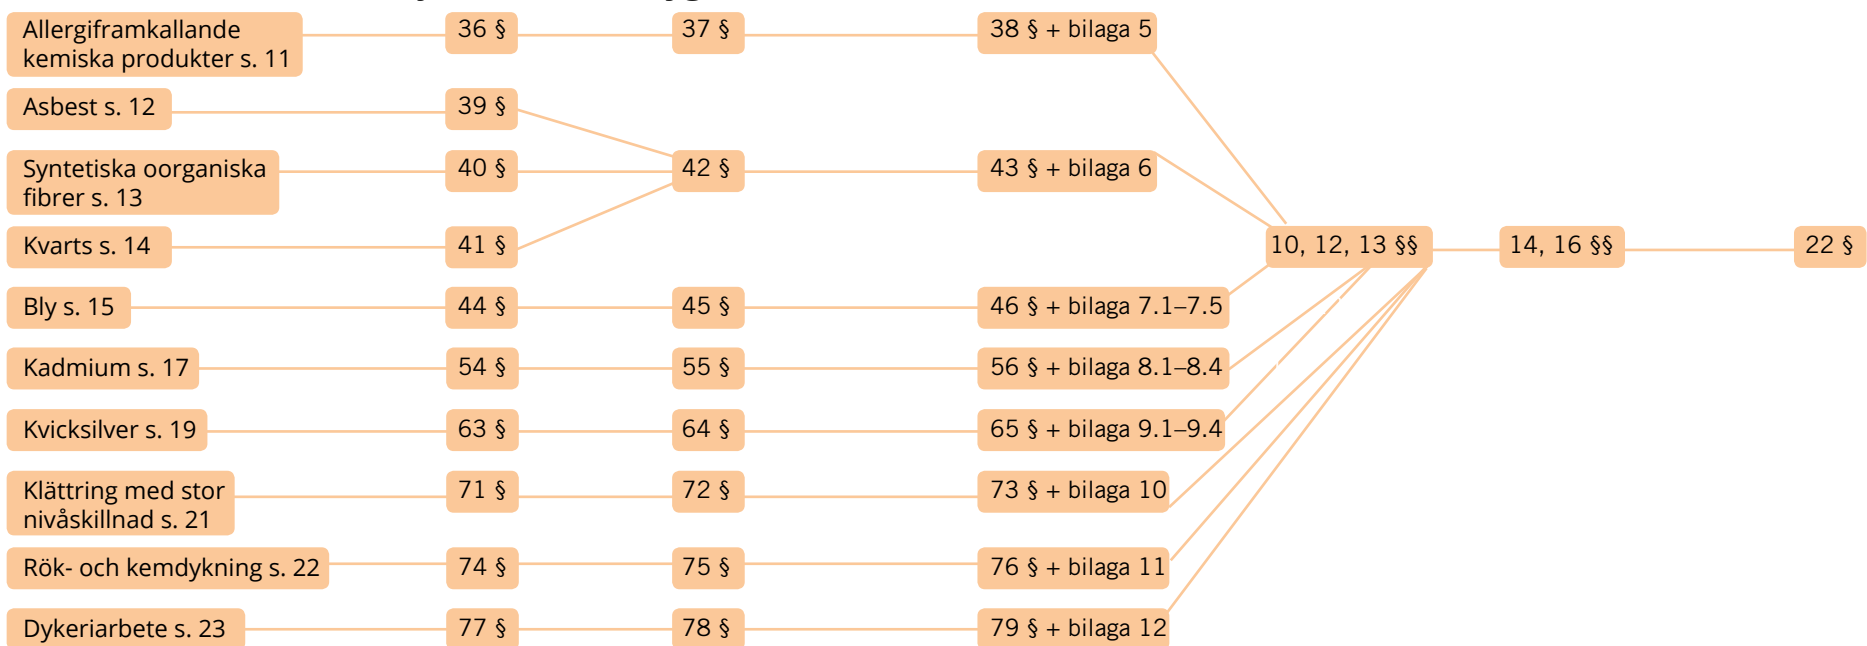 Allergiframkallande
kemiska produkter s. 11
36 §
37 §
38 § + bilaga 5
Asbest s. 12
39 §
Syntetiska oorganiska
fibrer s. 13
40 §
42 §
43 § + bilaga 6
Kvarts s. 14
41 §
10, 12, 13 §§
14, 16 §§
22 §
Bly s. 15
44 §
45 §
46 § + bilaga 7.1–7.5
Kadmium s. 17
54 §
55 §
56 § + bilaga 8.1–8.4
Kvicksilver s. 19
63 §
64 §
65 § + bilaga 9.1–9.4
Klättring med stor
nivåskillnad s. 21
71 §
72 §
73 § + bilaga 10
Rök- och kemdykning s. 22
74 §
75 §
76 § + bilaga 11
Dykeriarbete s. 23
77 §
78 §
79 § + bilaga 12